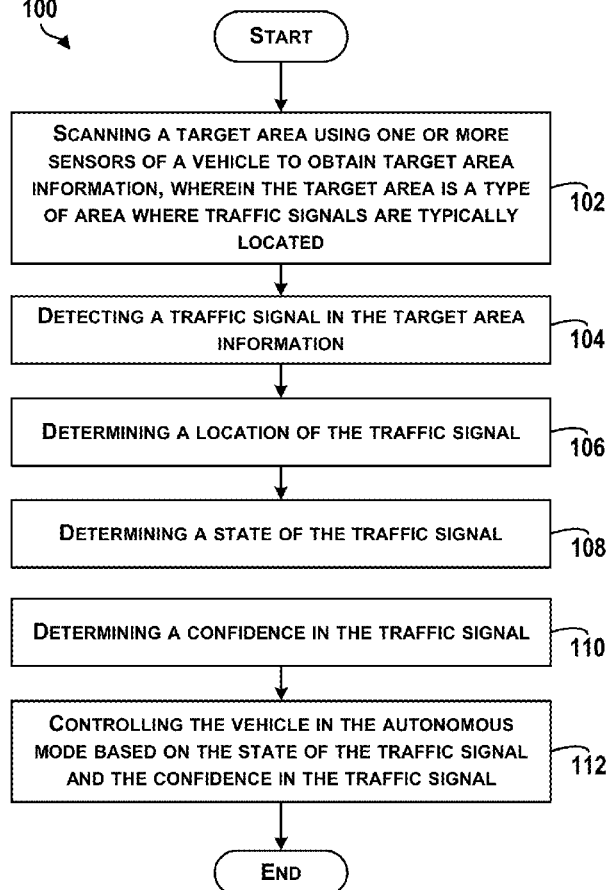 100
START
SCANNING A TARGET AREA USING ONE OR MORE
SENSORS OF A VEHICLE TO OBTAIN TARGET AREA
INFORMATION, WHEREIN THE TARGET AREA IS A TYPE
OF AREA WHERE TRAFFIC SIGNALS ARE TYPICALLY
LOCATED
102
DETECTING A TRAFFIC SIGNAL IN THE TARGET AREA
INFORMATION
104
DETERMINING A LOCATION OF THE TRAFFIC SIGNAL
106
DETERMINING A STATE OF THE TRAFFIC SIGNAL
108
DETERMINING A CONFIDENCE IN THE TRAFFIC SIGNAL
110
CONTROLLING THE VEHICLE IN THE AUTONOMOUS
MODE BASED ON THE STATE OF THE TRAFFIC SIGNAL
AND THE CONFIDENCE IN THE TRAFFIC SIGNAL
112
END